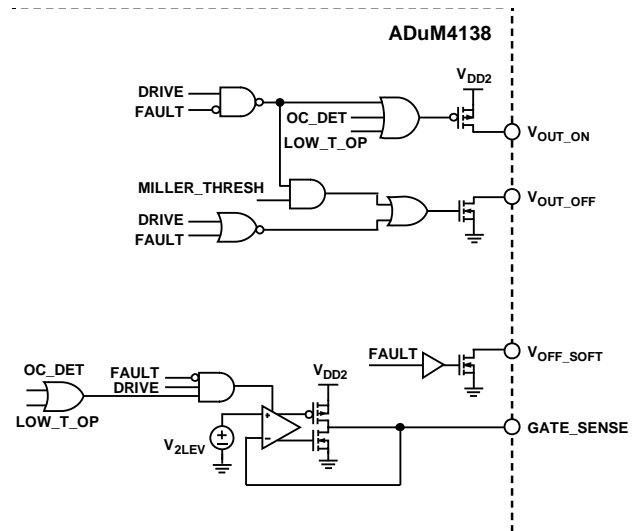 ADuM4138
VDD2
DRIVE
FAULT
OC_DET
LOW_T_OP
VOUT_ON
MILLER_THRESH
VOUT_OFF
DRIVE
FAULT
FAULT
VOFF_SOFT
OC_DET
LOW_T_OP
FAULT
DRIVE
VDD2
V2LEV
+
−
+
−
GATE_SENSE